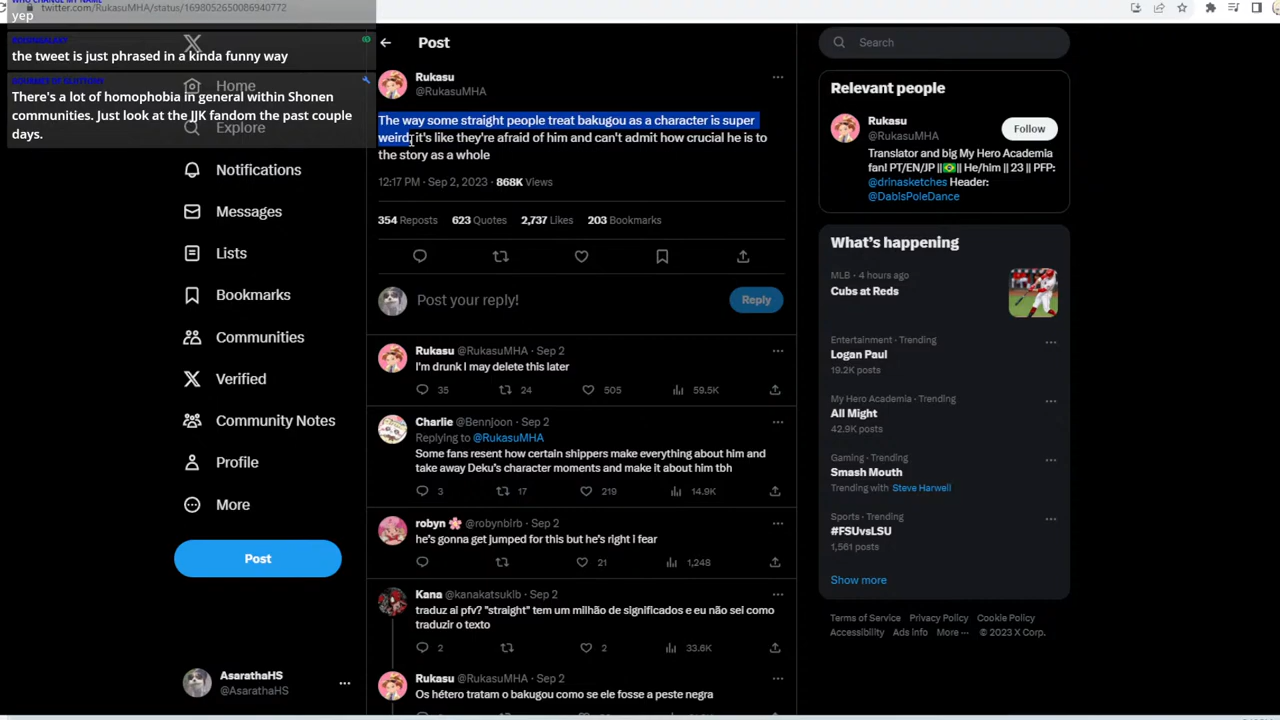 twitter.com/RukasuMHA/status/1698052650086940772
WHO CHANGE MY NAME
yep
the tweet is just phrased in a kinda funny way
There's a lot of homophobia in general within Shonen
communities. Just look at the JJK fandom the past couple
days.
Home
Explore
Notifications
Messages
Lists
Bookmarks
Communities
Verified
Community Notes
Profile
More
Post
AsarathaHS
@AsarathaHS
Post
Rukasu
@RukasuMHA
The way some straight people treat bakugou as a character is super
weird, it's like they're afraid of him and can't admit how crucial he is to
the story as a whole
12:17 PM · Sep 2, 2023 · 868K Views
354 Reposts 623 Quotes 2,737 Likes 203 Bookmarks
Post your reply!
Reply
Rukasu @RukasuMHA · Sep 2
I'm drunk I may delete this later
35 24 505 59.5K
Charlie @Bennjoon · Sep 2
Replying to @RukasuMHA
Some fans resent how certain shippers make everything about him and
take away Deku's character moments and make it about him tbh
3 17 219 14.9K
robyn 🌸 @robynbirb · Sep 2
he's gonna get jumped for this but he's right i fear
21 1,248
Kana @kanakatsuklb · Sep 2
traduz ai pfv? "straight" tem um milhão de significados e eu não sei como
traduzir o texto
2 2 33.6K
Rukasu @RukasuMHA · Sep 2
Os hétero tratam o bakugou como se ele fosse a peste negra
Search
Relevant people
Rukasu
@RukasuMHA
Follow
Translator and big My Hero Academia
fan! PT/EN/JP ||🇧🇷|| He/him || 23 || PFP:
@drinasketches Header:
@DabIsPoleDance
What's happening
MLB · 4 hours ago
Cubs at Reds
Entertainment · Trending
Logan Paul
19.2K posts
My Hero Academia · Trending
All Might
42.9K posts
Gaming · Trending
Smash Mouth
Trending with Steve Harwell
Sports · Trending
#FSUvsLSU
1,561 posts
Show more
Terms of Service Privacy Policy Cookie Policy
Accessibility Ads info More ··· © 2023 X Corp.